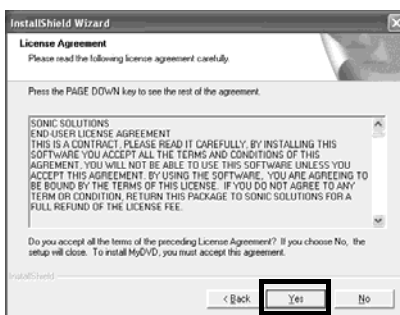 InstallShield Wizard
License Agreement
Please read the following license agreement carefully.
Press the PAGE DOWN key to see the rest of the agreement.
SONIC SOLUTIONS
END-USER LICENSE AGREEMENT
THIS IS A CONTRACT, PLEASE READ IT CAREFULLY, BY INSTALLING THIS
SOFTWARE YOU ACCEPT ALL THE TERMS AND CONDITIONS OF THIS
AGREMENT, YOU WILL NOT BE ABLE TO USE THIS SOFTWARE UNLESS YOU
ACCEPT THIS AGREEMENT. BY USING THE SOFTWARE, YOU ARE AGREEING TO
BE BOUND BY THE TERMS OF THIS LICENSE. IF YOU DO NOT AGREE TO ANY
TERM OR CONDITION, RETURN THIS PACKAGE TO SONIC SOLUTIONS FOR A
FULL REFUND OF THE LICENSE FEE.
Do you accept all the terms of the preceding License Agreement? If you choose No, the
setup will close. To install MyDVD, you must accept this agreement.
InstallShield
< Back
Yes
No